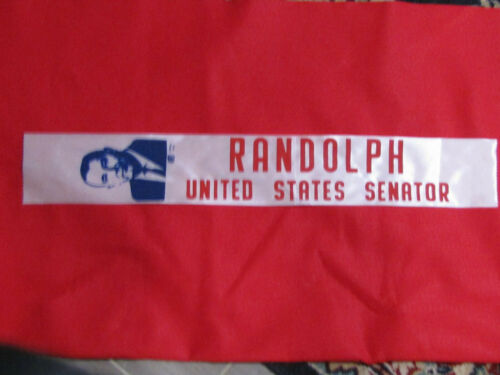 RANDOLPH
UNITED STATES SENATOR